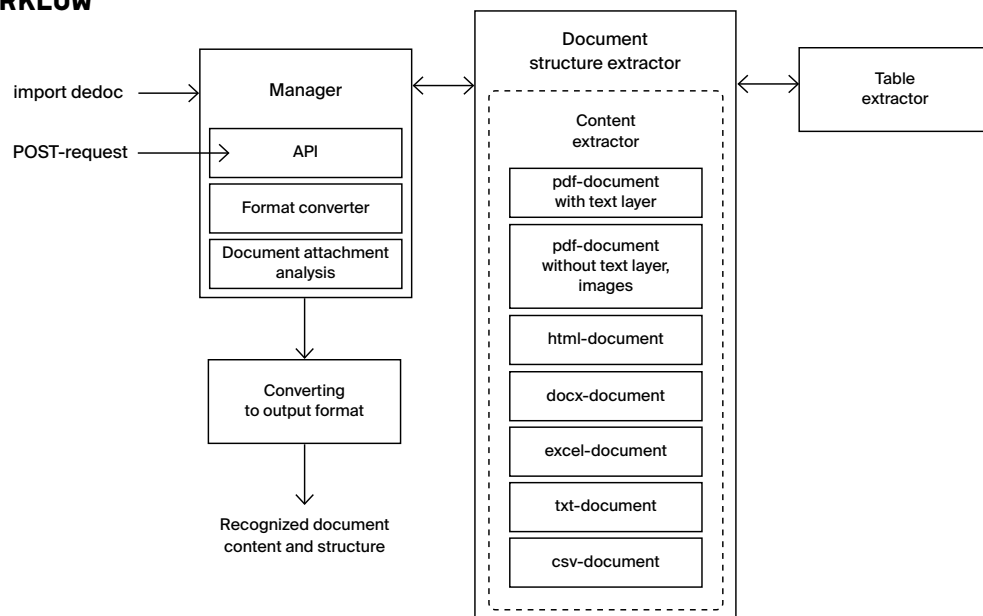 import dedoc
POST-request
Manager
API
Format converter
Document attachment
analysis
Converting
to output format
Recognized document
content and structure
Document
structure extractor
Content
extractor
pdf-document
with text layer
pdf-document
without text layer,
images
html-document
docx-document
excel-document
txt-document
csv-document
Table
extractor